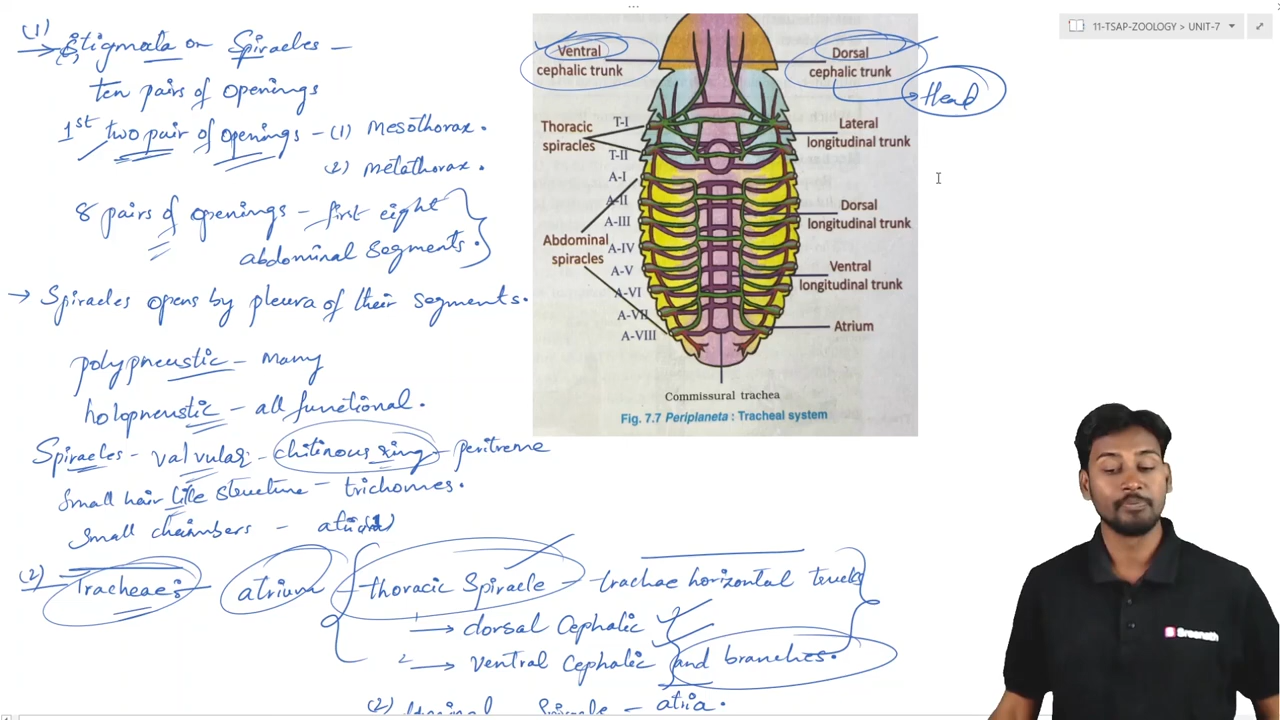 11-TSAP-ZOOLOGY > UNIT-7
(1)
→ Stigmata or Spiracles –
ten pairs of openings
1st two pair of openings – (1) Mesothorax.
(2) Metathorax.
8 pairs of openings – first eight
abdominal segments.
→ Spiracles opens by pleura of their segments.
polypneustic – many
holopneustic – all functional.
Spiracles – valvular – chitinous ring – peritreme
Small hair like structure – trichomes.
Small chambers –
(2) Tracheae: atrium – thoracic Spiracle – trachae horizontal
→ dorsal Cephalic
2 → ventral Cephalic and branches.
(2) – atria.
Ventral
cephalic trunk
Dorsal
cephalic trunk
Head
Thoracic
spiracles
T-I
T-II
Lateral
longitudinal trunk
A-I
A-II
A-III
A-IV
A-V
A-VI
A-VII
A-VIII
Abdominal
spiracles
Dorsal
longitudinal trunk
Ventral
longitudinal trunk
Atrium
Commissural trachea
Fig. 7.7 Periplaneta : Tracheal system
Sreenath